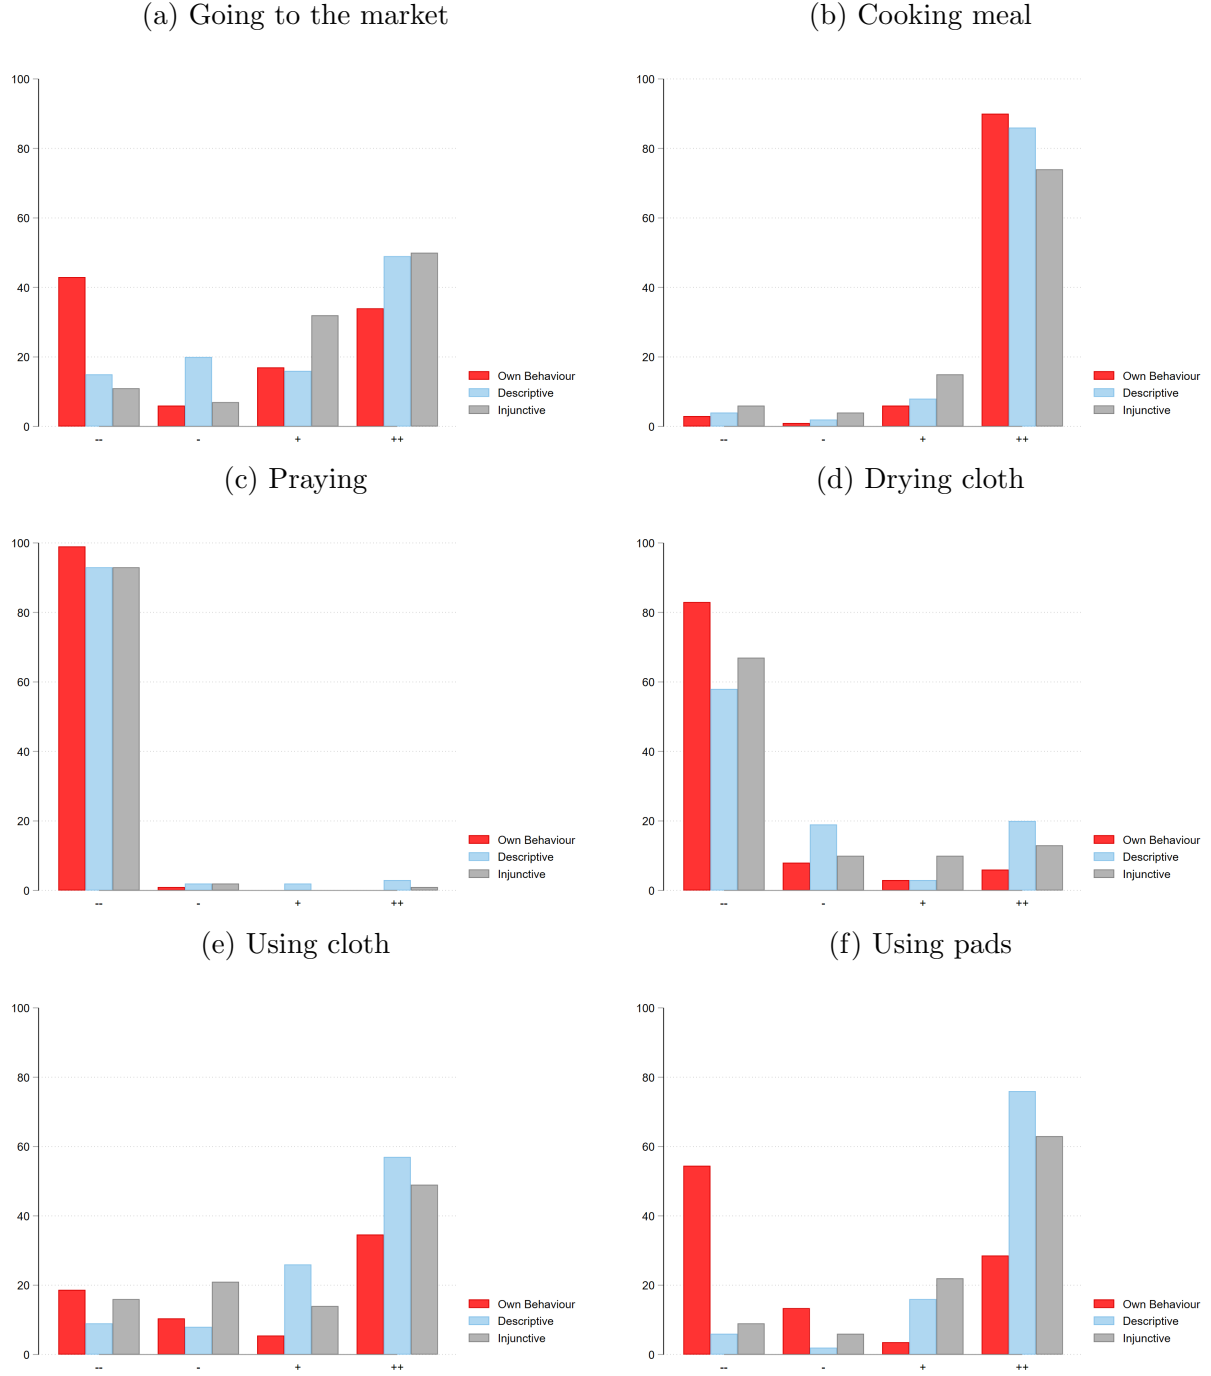 (a) Going to the market
100
80
60
40
20
0
-- - + ++
Own Behaviour
Descriptive
Injunctive
(b) Cooking meal
100
80
60
40
20
0
-- - + ++
Own Behaviour
Descriptive
Injunctive
(c) Praying
100
80
60
40
20
0
-- - + ++
Own Behaviour
Descriptive
Injunctive
(d) Drying cloth
100
80
60
40
20
0
-- - + ++
Own Behaviour
Descriptive
Injunctive
(e) Using cloth
100
80
60
40
20
0
-- - + ++
Own Behaviour
Descriptive
Injunctive
(f) Using pads
100
80
60
40
20
0
-- - + ++
Own Behaviour
Descriptive
Injunctive